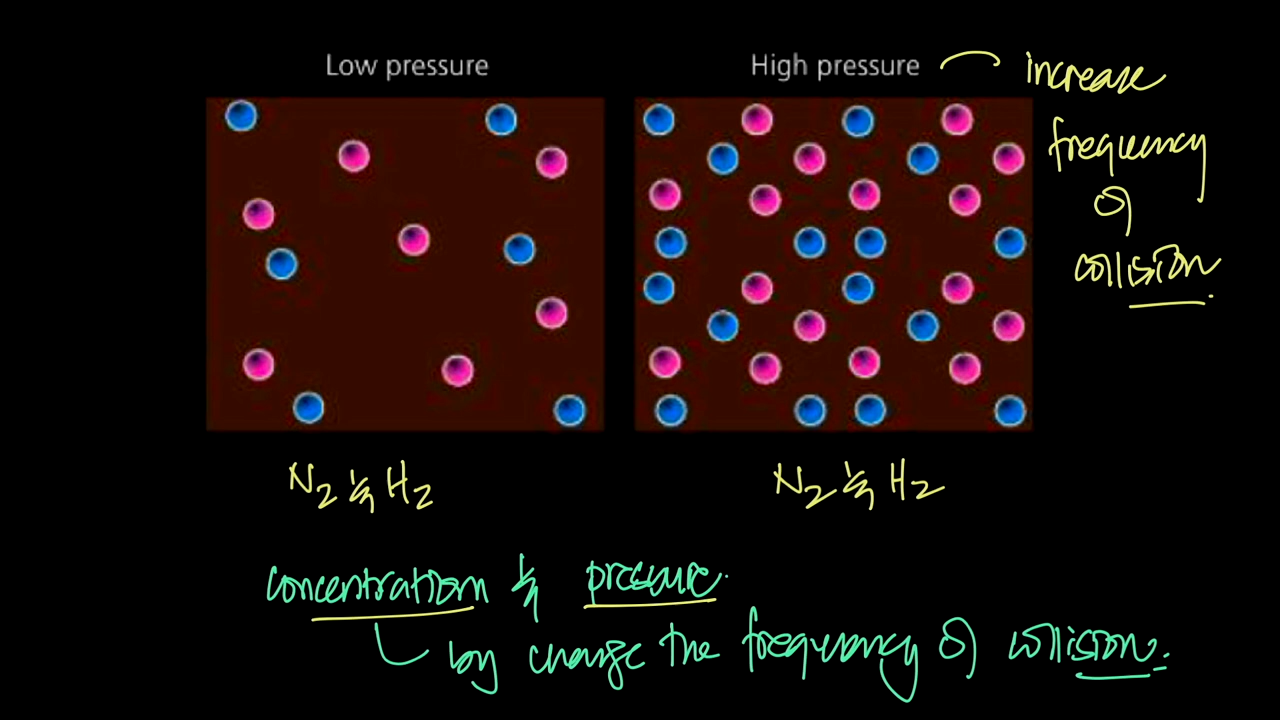 Low pressure
High pressure
increase
frequency
of
collision.
N2 & H2
N2 & H2
concentration & pressure.
by change the frequency of collision.